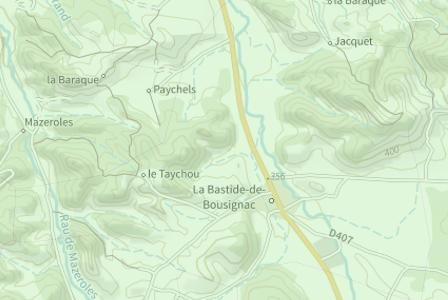 la Baraque
Jacquet
la Baraque
Paychels
Mazeroles
le Taychou
La Bastide-de-
Bousignac
356
400
D407
Rau de Mazeroles